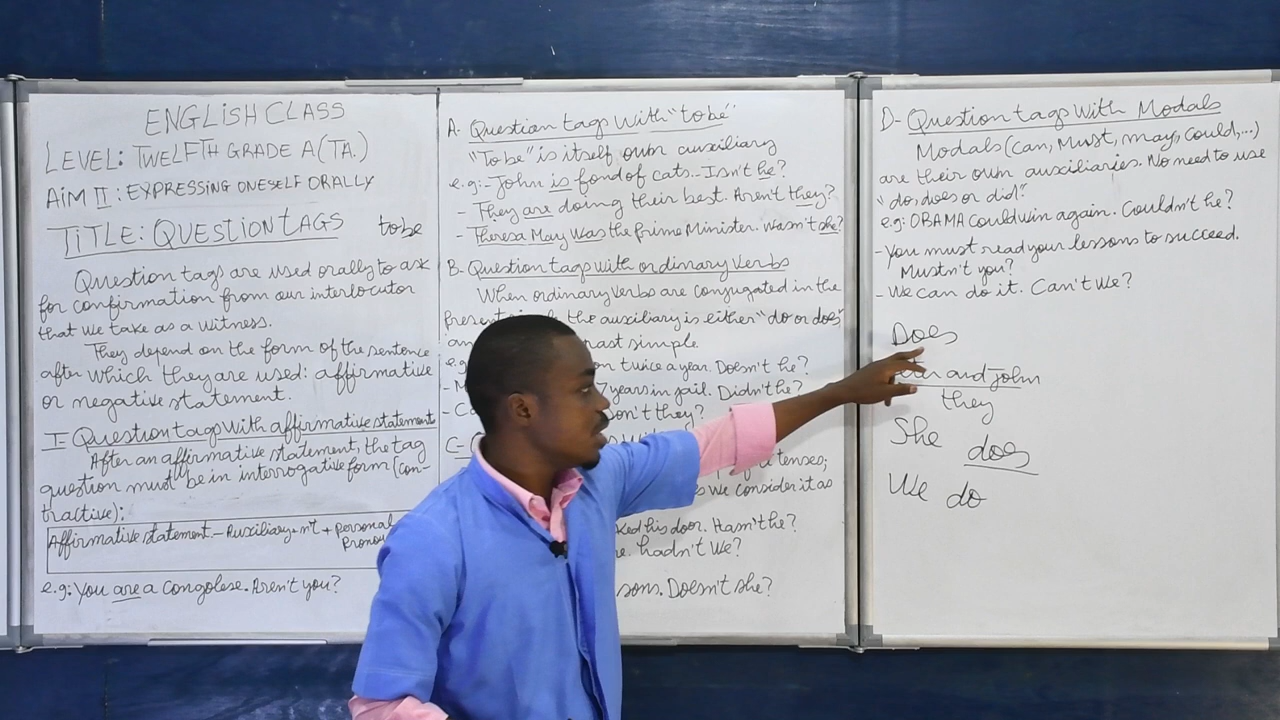 ENGLISH CLASS
LEVEL: TWELFTH GRADE A (TA.)
AIM II: EXPRESSING ONESELF ORALLY
TITLE: QUESTION TAGS
to be
Question tags are used orally to ask
for confirmation from our interlocutor
that we take as a witness.
They depend on the form of the sentence
after which they are used: affirmative
or negative statement.
I- Question tags with affirmative statement
After an affirmative statement, the tag
question must be in interrogative form (con-
tractive):
Affirmative statement - Auxiliary + n't + personal
pronou
e.g: You are a Congolese. Aren't you?
A. Question tags with "to be"
"To be" is itself own auxiliary
e.g: - John is fond of cats. - Isn't he?
- They are doing their best. Aren't they?
- Theresa May was the prime Minister. Wasn't she?
B- Question tags with ordinary verbs
When ordinary verbs are conjugated in the
present the auxiliary is either "do or does"
past simple
e.g twice a year. Doesn't he?
- years in jail. Didn't he?
- they?
C-
tenses;
we consider it as
his door. Hasn't he?
hadn't we?
Doesn't she?
D- Question tags with Modals
Modals (can, must, may, could,...)
are their own auxiliaries. No need to use
"do, does or did".
e.g: OBAMA could win again. Couldn't he?
- You must read your lessons to succeed.
Mustn't you?
- We can do it. Can't we?
Does
and John
they
She does
We do